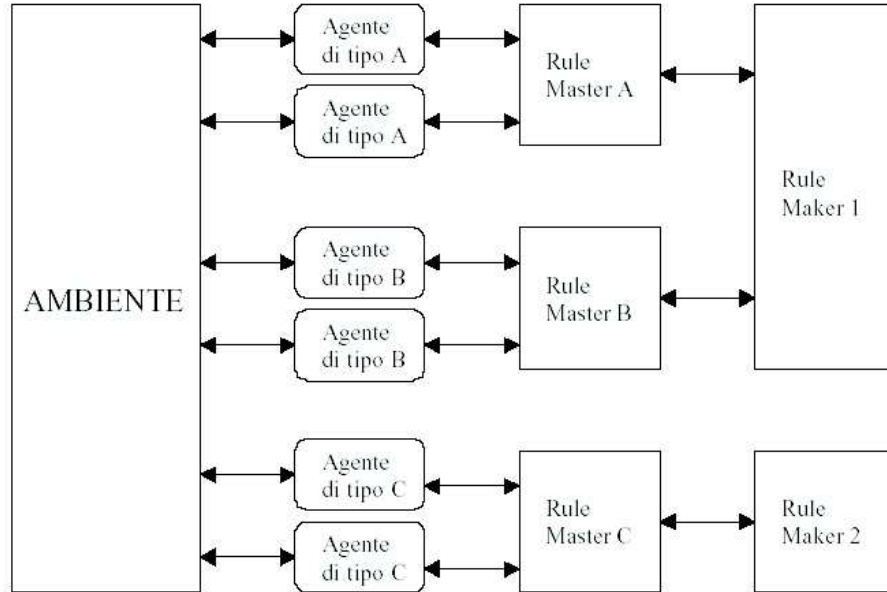 AMBIENTE
Agente
di tipo A
Agente
di tipo A
Rule
Master A
Agente
di tipo B
Agente
di tipo B
Rule
Master B
Rule
Maker 1
Agente
di tipo C
Agente
di tipo C
Rule
Master C
Rule
Maker 2